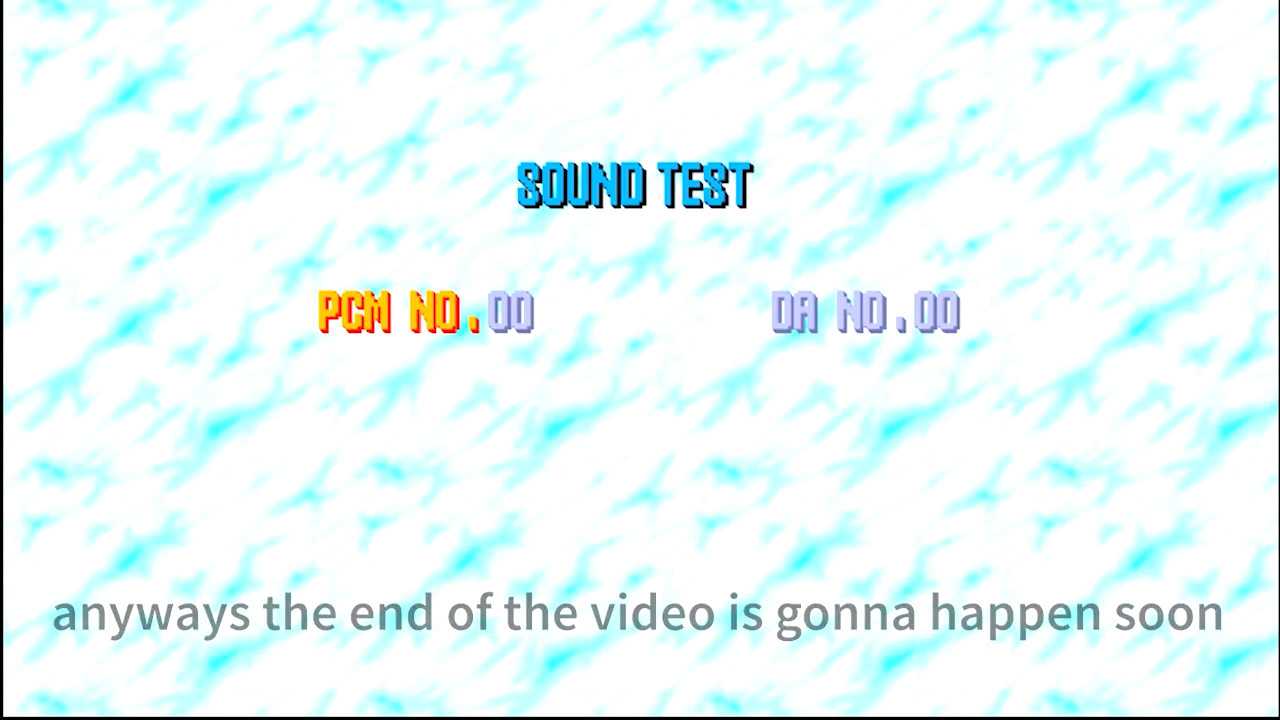 SOUND TEST
PCM NO.00 DA NO.00
anyways the end of the video is gonna happen soon